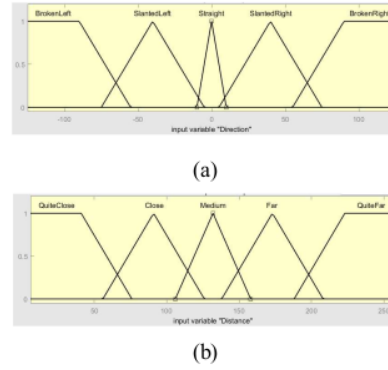 BrokenLeft SlantedLeft Straight SlantedRight BrokenRight
1
0.5
0
-100 -50 0 50 100
input variable "Direction"
(a)
QuiteClose Close Medium Far QuiteFar
1
0.5
0
50 100 150 200 250
input variable "Distance"
(b)